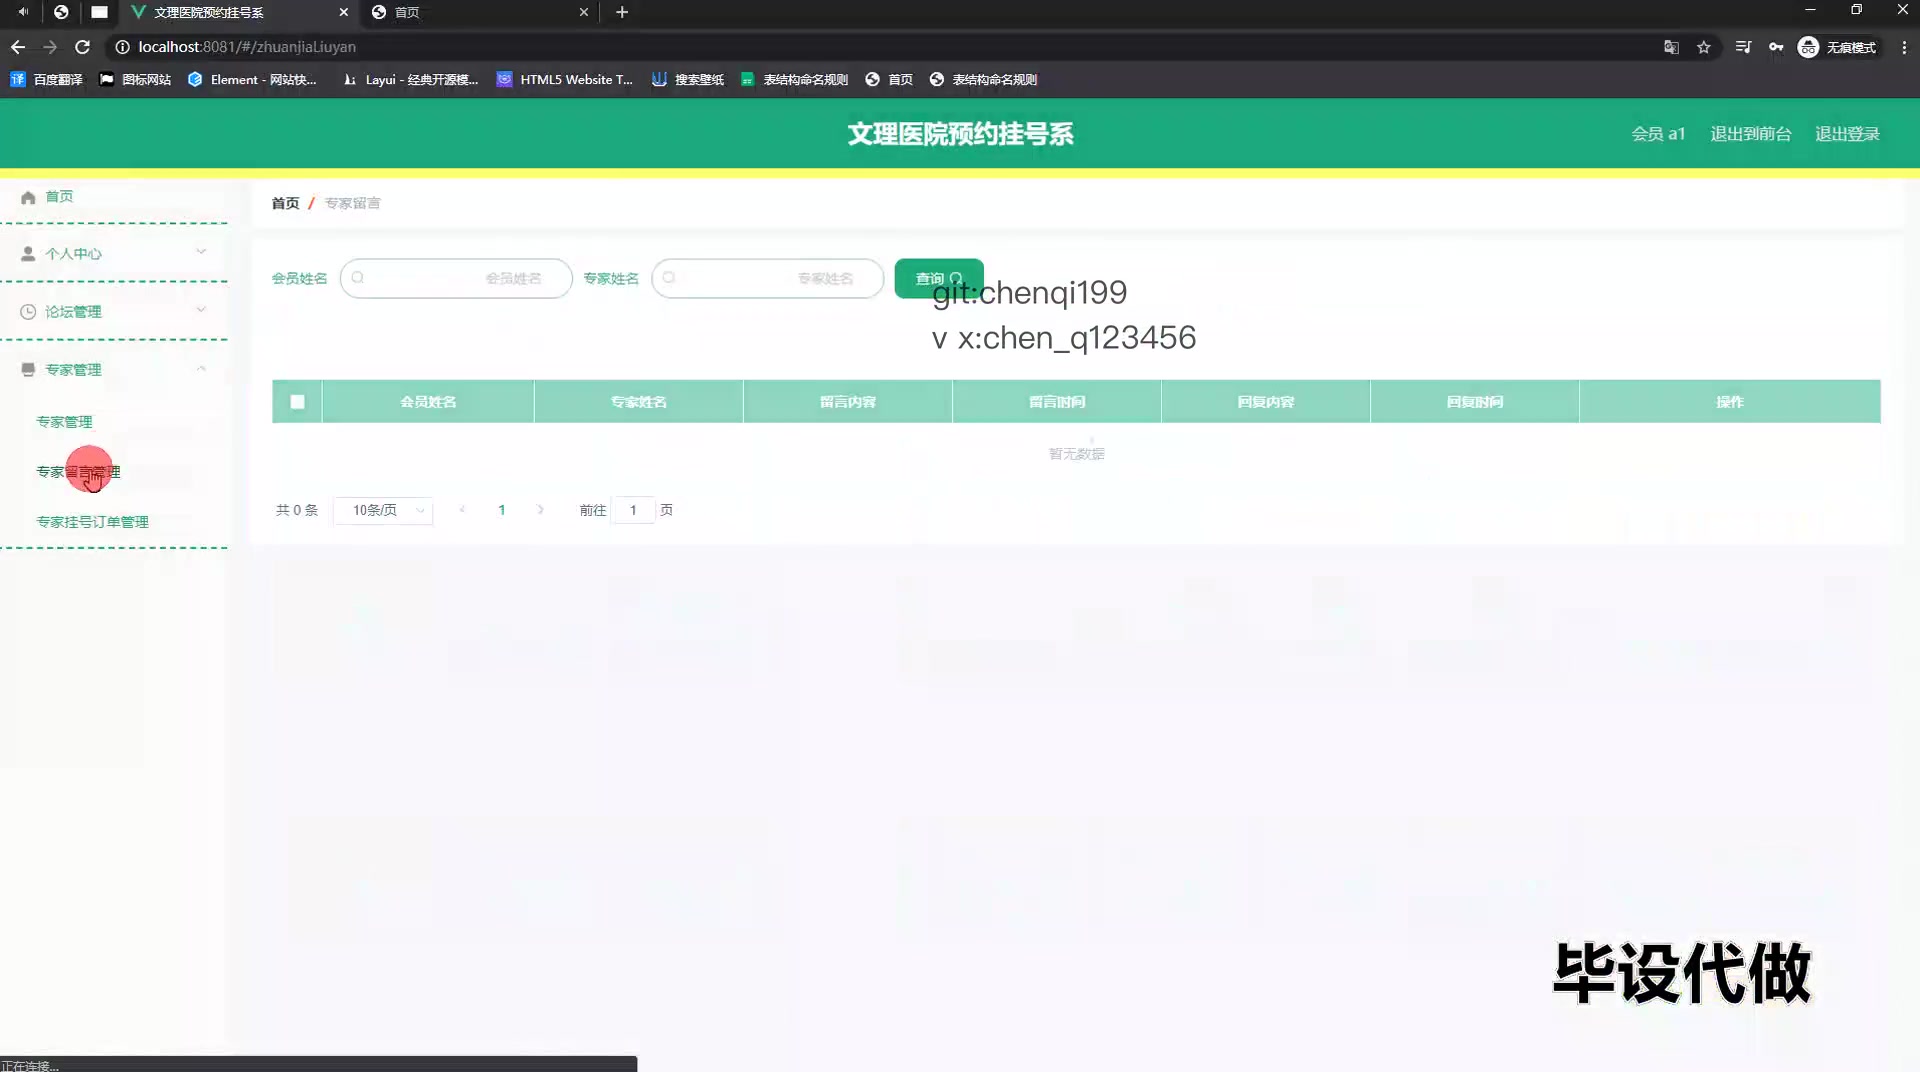 文理医院预约挂号系
首页
localhost:8081/#/zhuanjiaLiuyan
无痕模式
百度翻译
图标网站
Element - 网站快...
Layui - 经典开源模...
HTML5 Website T...
搜索壁纸
表结构命名规则
首页
表结构命名规则
文理医院预约挂号系
会员 a1
退出到前台
退出登录
首页
个人中心
论坛管理
专家管理
专家管理
专家留言管理
专家挂号订单管理
首页 / 专家留言
会员姓名
会员姓名
专家姓名
专家姓名
查询
git:chenqi199
v x:chen_q123456
会员姓名
专家姓名
留言内容
留言时间
回复内容
回复时间
操作
暂无数据
共 0 条
10条/页
1
前往 1 页
毕设代做
正在连接...